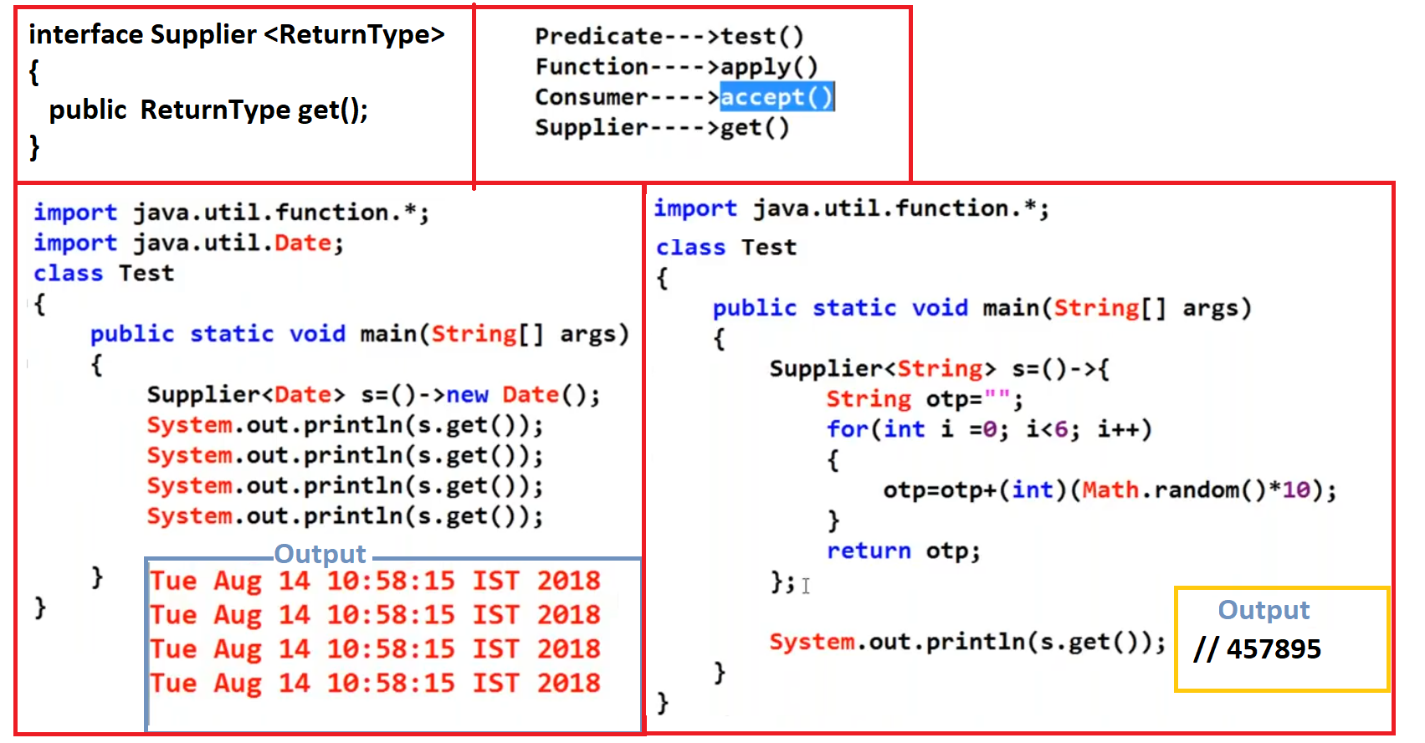 interface Supplier <ReturnType>
{
public ReturnType get();
}
Predicate--->test()
Function---->apply()
Consumer---->accept()
Supplier---->get()
import java.util.function.*;
import java.util.Date;
class Test
{
public static void main(String[] args)
{
Supplier<Date> s=()->new Date();
System.out.println(s.get());
System.out.println(s.get());
System.out.println(s.get());
System.out.println(s.get());
}
}
Output
Tue Aug 14 10:58:15 IST 2018
Tue Aug 14 10:58:15 IST 2018
Tue Aug 14 10:58:15 IST 2018
Tue Aug 14 10:58:15 IST 2018
import java.util.function.*;
class Test
{
public static void main(String[] args)
{
Supplier<String> s=()->{
String otp="";
for(int i =0; i<6; i++)
{
otp=otp+(int)(Math.random()*10);
}
return otp;
};
System.out.println(s.get());
}
}
Output
// 457895